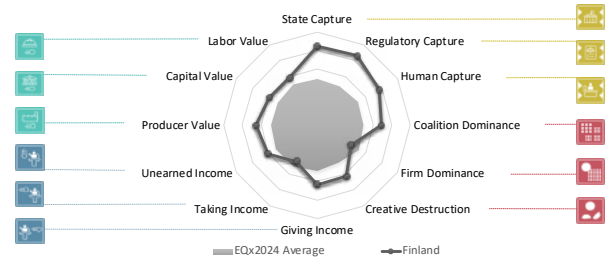 State Capture
Labor Value
Regulatory Capture
Capital Value
Human Capture
Producer Value
Coalition Dominance
Unearned Income
Firm Dominance
Taking Income
Creative Destruction
Giving Income
EQx2024 Average
Finland